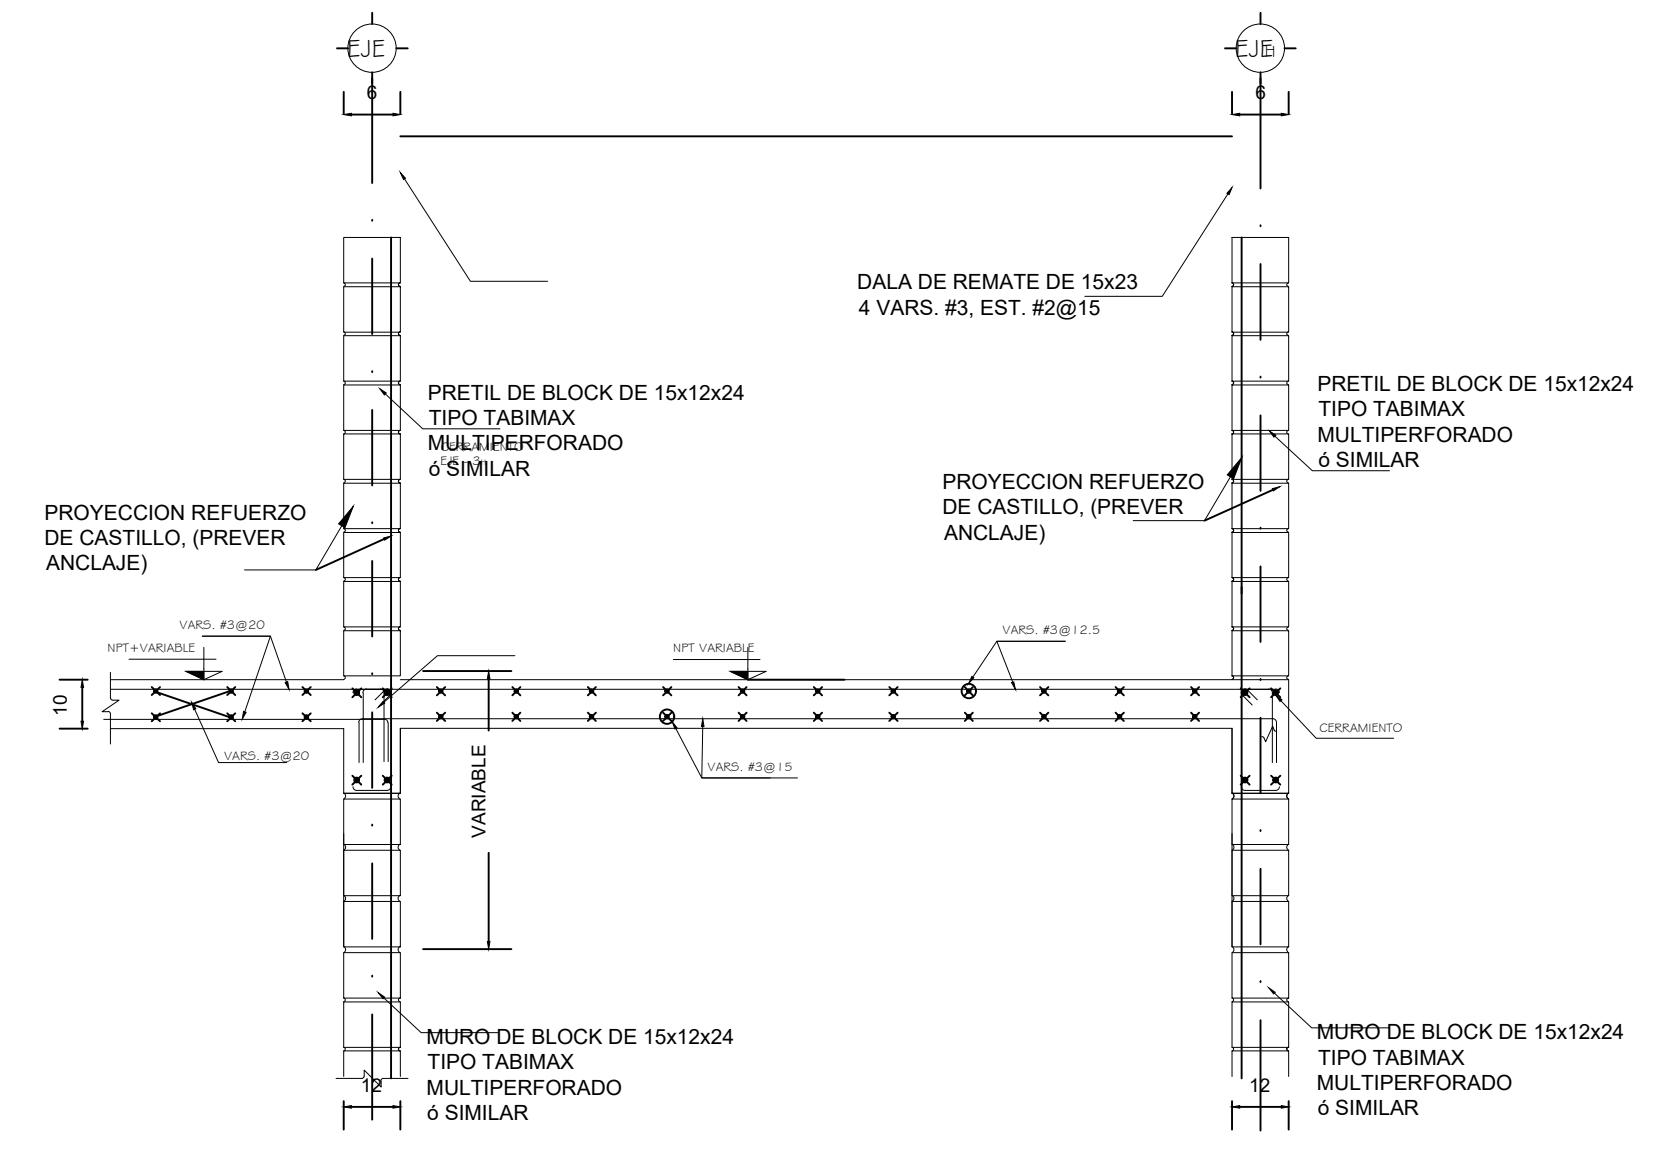 EJE
EJE
6
6
DALA DE REMATE DE 15x23
4 VARS. #3, EST. #2@15
PRETIL DE BLOCK DE 15x12x24
TIPO TABIMAX
MULTIPERFORADO
ó SIMILAR
CERRAMIENTO
PRETIL DE BLOCK DE 15x12x24
TIPO TABIMAX
MULTIPERFORADO
ó SIMILAR
PROYECCION REFUERZO
DE CASTILLO, (PREVER
ANCLAJE)
PROYECCION REFUERZO
DE CASTILLO, (PREVER
ANCLAJE)
VARS. #3@20
NPT+VARIABLE
NPT VARIABLE
VARS. #3@12.5
10
CERRAMIENTO
VARS. #3@20
VARS. #3@15
VARIABLE
MURO DE BLOCK DE 15x12x24
TIPO TABIMAX
MULTIPERFORADO
ó SIMILAR
MURO DE BLOCK DE 15x12x24
TIPO TABIMAX
MULTIPERFORADO
ó SIMILAR
12
12